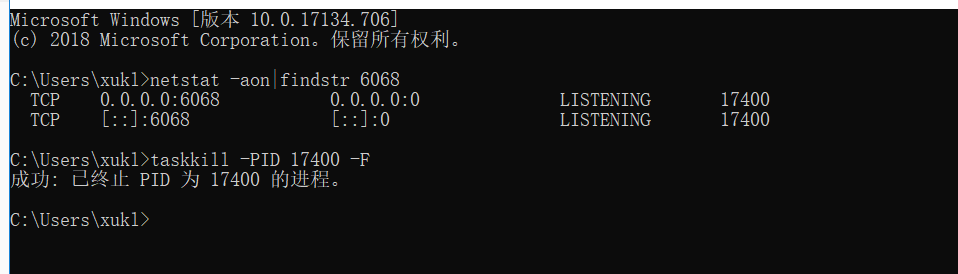 Microsoft Windows [版本 10.0.17134.706]
(c) 2018 Microsoft Corporation。保留所有权利。
C:\Users\xukl>netstat -aon|findstr 6068
TCP 0.0.0.0:6068 0.0.0.0:0 LISTENING 17400
TCP [::]:6068 [::]:0 LISTENING 17400
C:\Users\xukl>taskkill -PID 17400 -F
成功: 已终止 PID 为 17400 的进程。
C:\Users\xukl>